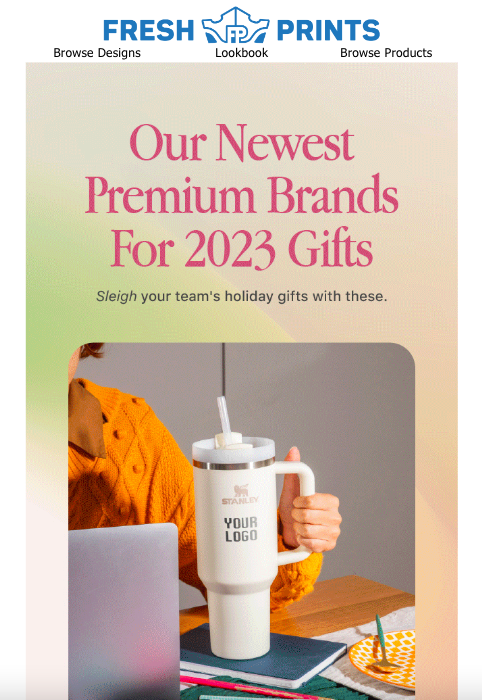 FRESH FP PRINTS
Browse Designs Lookbook Browse Products
Our Newest
Premium Brands
For 2023 Gifts
Sleigh your team's holiday gifts with these.
STANLEY
YOUR
LOGO